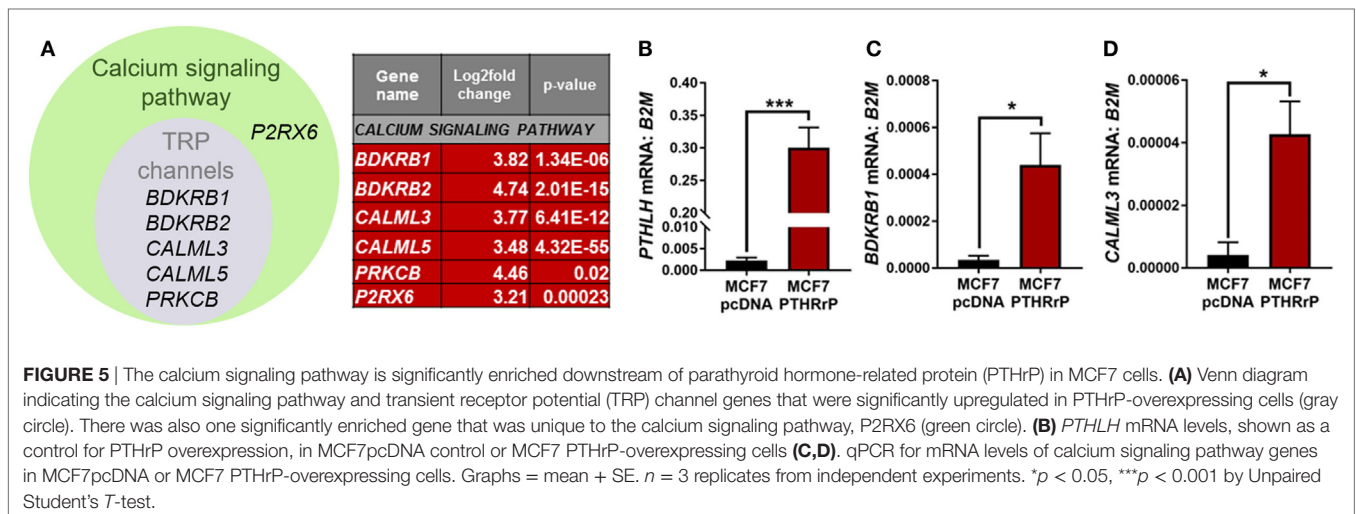 A
Calcium signaling
pathway
P2RX6
TRP
channels
BDKRB1
BDKRB2
CALML3
CALML5
PRKCB
Gene name Log2fold change p-value
CALCIUM SIGNALING PATHWAY
BDKRB1 3.82 1.34E-06
BDKRB2 4.74 2.01E-15
CALML3 3.77 6.41E-12
CALML5 3.48 4.32E-55
PRKCB 4.46 0.02
P2RX6 3.21 0.00023
B
PTHLH mRNA: B2M
0.40
0.35
0.30
0.25
0.20
0.010
0.005
0.000
***
MCF7 MCF7
pcDNA PTHRrP
C
BDKRB1 mRNA: B2M
0.0008
0.0006
0.0004
0.0002
0.0000
*
MCF7 MCF7
pcDNA PTHRrP
D
CALML3 mRNA: B2M
0.00006
0.00004
0.00002
0.00000
*
MCF7 MCF7
pcDNA PTHRrP
FIGURE 5 | The calcium signaling pathway is significantly enriched downstream of parathyroid hormone-related protein (PTHrP) in MCF7 cells. (A) Venn diagram
indicating the calcium signaling pathway and transient receptor potential (TRP) channel genes that were significantly upregulated in PTHrP-overexpressing cells (gray
circle). There was also one significantly enriched gene that was unique to the calcium signaling pathway, P2RX6 (green circle). (B) PTHLH mRNA levels, shown as a
control for PTHrP overexpression, in MCF7pcDNA control or MCF7 PTHrP-overexpressing cells (C,D). qPCR for mRNA levels of calcium signaling pathway genes
in MCF7pcDNA or MCF7 PTHrP-overexpressing cells. Graphs = mean + SE. n = 3 replicates from independent experiments. *p < 0.05, ***p < 0.001 by Unpaired
Student's T-test.